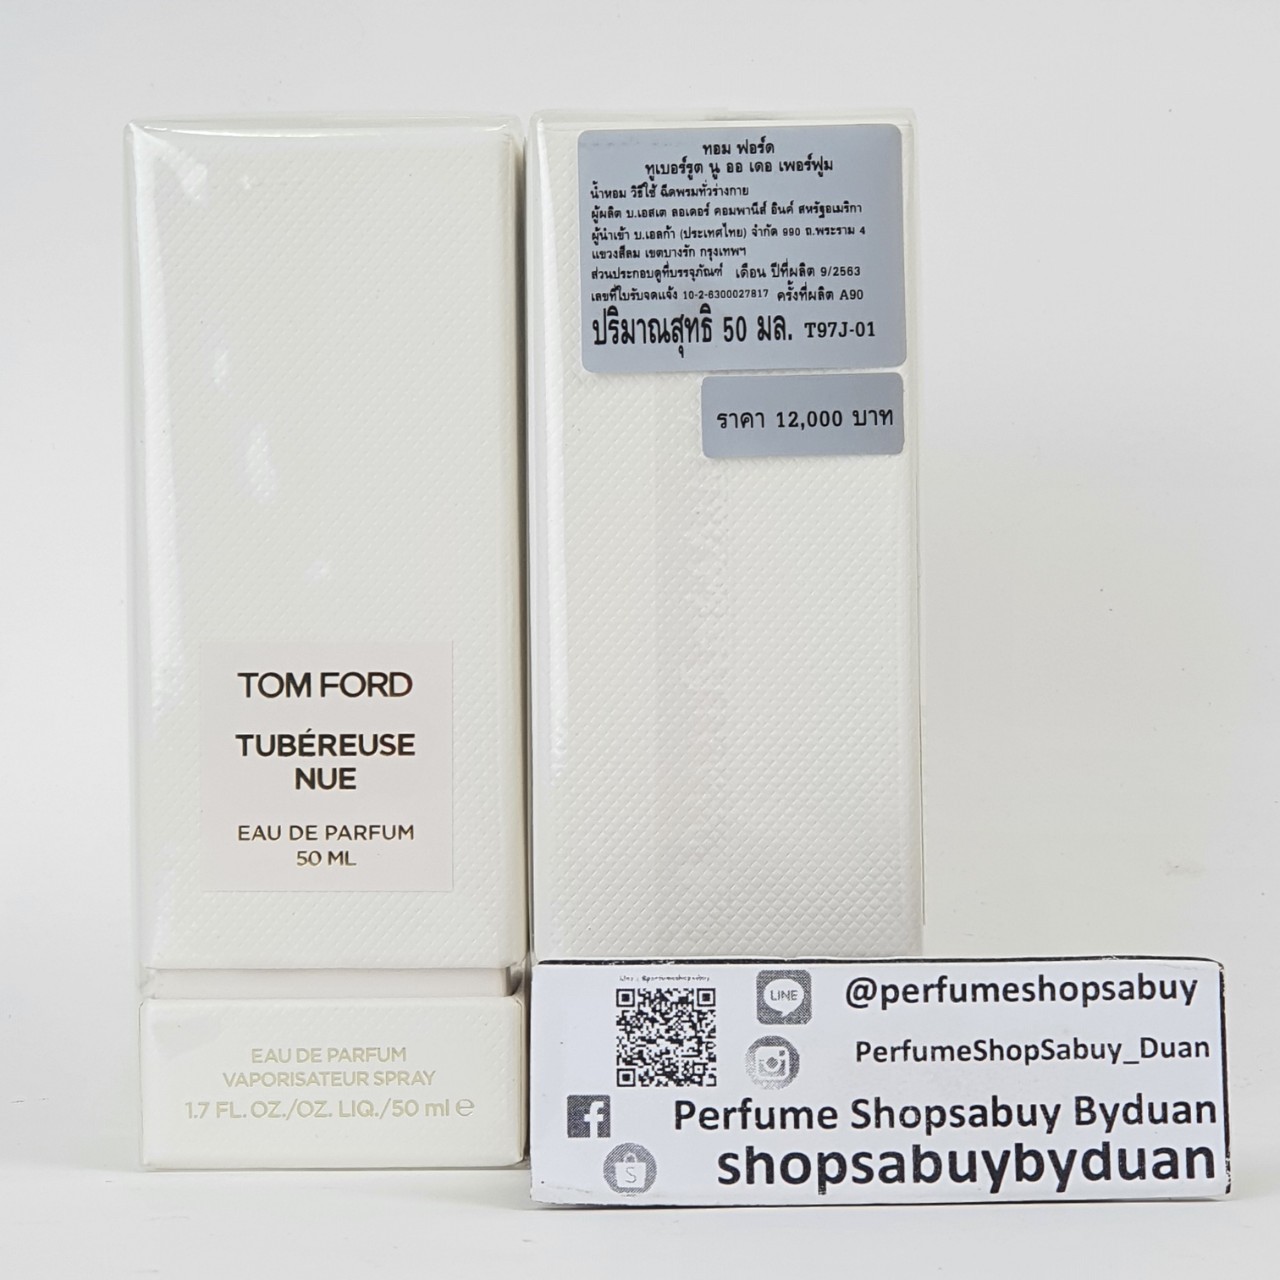 TOM FORD
TUBÉREUSE
NUE
EAU DE PARFUM
50 ML
EAU DE PARFUM
VAPORISATEUR SPRAY
1.7 FL. OZ./OZ. LIQ./50 ml ℮
ทอม ฟอร์ด
ทูเบอร์รูต นู ออ เดอ เพอร์ฟูม
น้ำหอม วิธีใช้ ฉีดพรมทั่วร่างกาย
ผู้ผลิต บ.เอสเต ลอเดอร์ คอมพานีส์ อิงค์ สหรัฐอเมริกา
ผู้นำเข้า บ.เอลก้า (ประเทศไทย) จำกัด 990 ถ.พระราม 4
แขวงสีลม เขตบางรัก กรุงเทพฯ
ส่วนประกอบดูที่บรรจุภัณฑ์ เดือน ปีที่ผลิต 9/2563
เลขที่ใบรับจดแจ้ง 10-2-6300027817 ครั้งที่ผลิต A90
ปริมาณสุทธิ 50 มล. T97J-01
ราคา 12,000 บาท
LINE
@perfumeshopsabuy
PerfumeShopSabuy_Duan
Perfume Shopsabuy Byduan
shopsabuybyduan